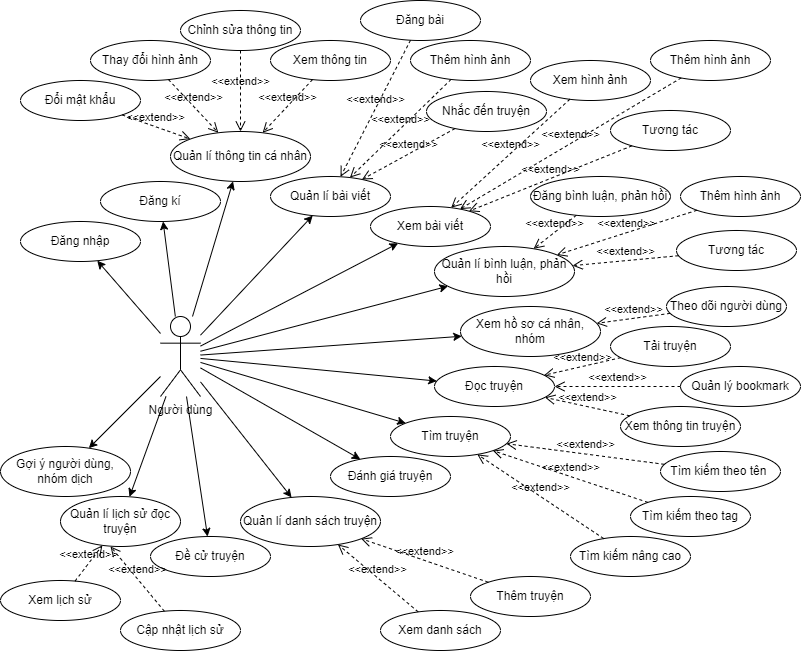 Đăng bài
Chỉnh sửa thông tin
Thay đổi hình ảnh
Xem thông tin
Thêm hình ảnh
Thêm hình ảnh
Xem hình ảnh
Đổi mật khẩu
Nhắc đến truyện
Tương tác
<<extend>>
<<extend>>
<<extend>>
<<extend>>
<<extend>>
<<extend>>
<<extend>>
<<extend>>
<<extend>>
<<extend>>
Quản lí thông tin cá nhân
Quản lí bài viết
Xem bài viết
Đăng bình luận, phản hồi
Thêm hình ảnh
Tương tác
<<extend>>
<<extend>>
<<extend>>
Đăng kí
Đăng nhập
Quản lí bình luận, phản
hồi
Xem hồ sơ cá nhân,
nhóm
<<extend>>
Theo dõi người dùng
Tải truyện
<<extend>>
Đọc truyện
<<extend>>
Quản lý bookmark
<<extend>>
Xem thông tin truyện
Người dùng
Tìm truyện
<<extend>>
Tìm kiếm theo tên
<<extend>>
Tìm kiếm theo tag
<<extend>>
Tìm kiếm nâng cao
Đánh giá truyện
Gợi ý người dùng,
nhóm dịch
Quản lí lịch sử đọc
truyện
Quản lí danh sách truyện
Đề cử truyện
<<extend>>
<<extend>>
<<extend>>
<<extend>>
Xem lịch sử
Cập nhật lịch sử
Thêm truyện
Xem danh sách